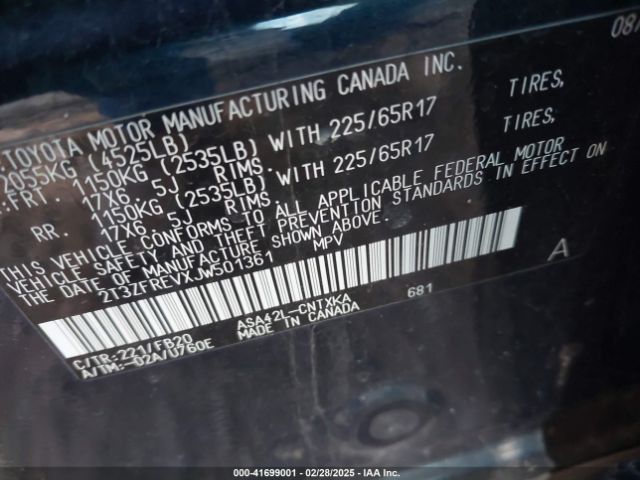 087
TOYOTA MOTOR MANUFACTURING CANADA INC.
2055KG (4525LB)
FRT. 1150KG (2535LB) WITH 225/65R17 TIRES,
17X6. 5J RIMS.
RR. 1150KG (2535LB) WITH 225/65R17 TIRES,
17X6. 5J RIMS.
THIS VEHICLE CONFORMS TO ALL APPLICABLE FEDERAL MOTOR
VEHICLE SAFETY AND THEFT PREVENTION STANDARDS IN EFFECT ON
THE DATE OF MANUFACTURE SHOWN ABOVE.
2T3ZFREVXJW501361 MPV
A
681
ASA42L-CNTXKA
MADE IN CANADA
C/TR:221/FB20
A/TM:-02A/U760E
000-41699001 - 02/28/2025 - IAA Inc.